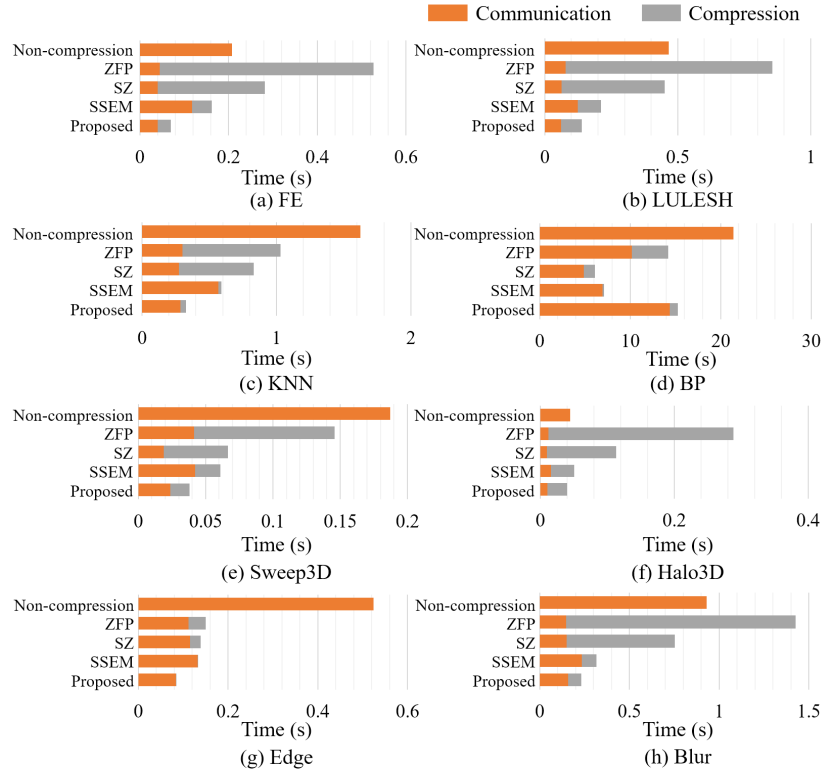 Communication Compression
Non-compression
ZFP
SZ
SSEM
Proposed
0 0.2 0.4 0.6
Time (s)
(a) FE
Non-compression
ZFP
SZ
SSEM
Proposed
0 0.5 1
Time (s)
(b) LULESH
Non-compression
ZFP
SZ
SSEM
Proposed
0 1 2
Time (s)
(c) KNN
Non-compression
ZFP
SZ
SSEM
Proposed
0 10 20 30
Time (s)
(d) BP
Non-compression
ZFP
SZ
SSEM
Proposed
0 0.05 0.1 0.15 0.2
Time (s)
(e) Sweep3D
Non-compression
ZFP
SZ
SSEM
Proposed
0 0.2 0.4
Time (s)
(f) Halo3D
Non-compression
ZFP
SZ
SSEM
Proposed
0 0.2 0.4 0.6
Time (s)
(g) Edge
Non-compression
ZFP
SZ
SSEM
Proposed
0 0.5 1 1.5
Time (s)
(h) Blur